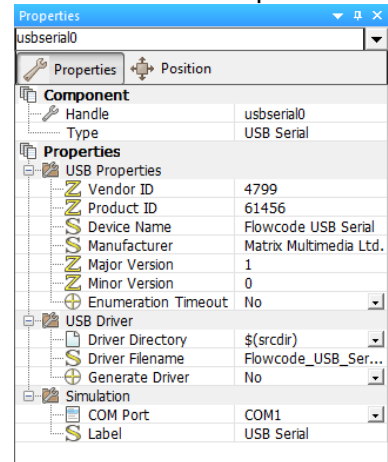 Properties
usbserial0
Properties Position
Component
Handle usbserial0
Type USB Serial
Properties
USB Properties
Vendor ID 4799
Product ID 61456
Device Name Flowcode USB Serial
Manufacturer Matrix Multimedia Ltd.
Major Version 1
Minor Version 0
Enumeration Timeout No
USB Driver
Driver Directory $(srcdir)
Driver Filename Flowcode_USB_Ser...
Generate Driver No
Simulation
COM Port COM1
Label USB Serial